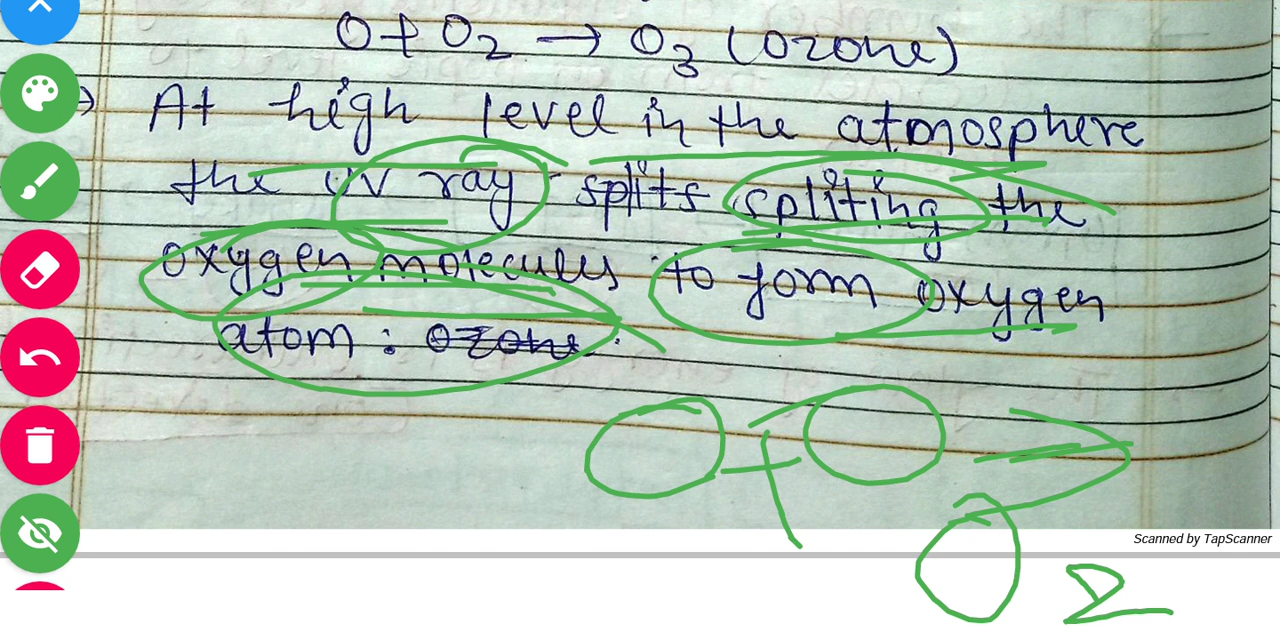 O + O2 → O3 (ozone)
→ At high level in the atmosphere
the UV ray splits spliting the
oxygen molecules to form oxygen
atom : ozone.
O + O ⇒
O2
Scanned by TapScanner